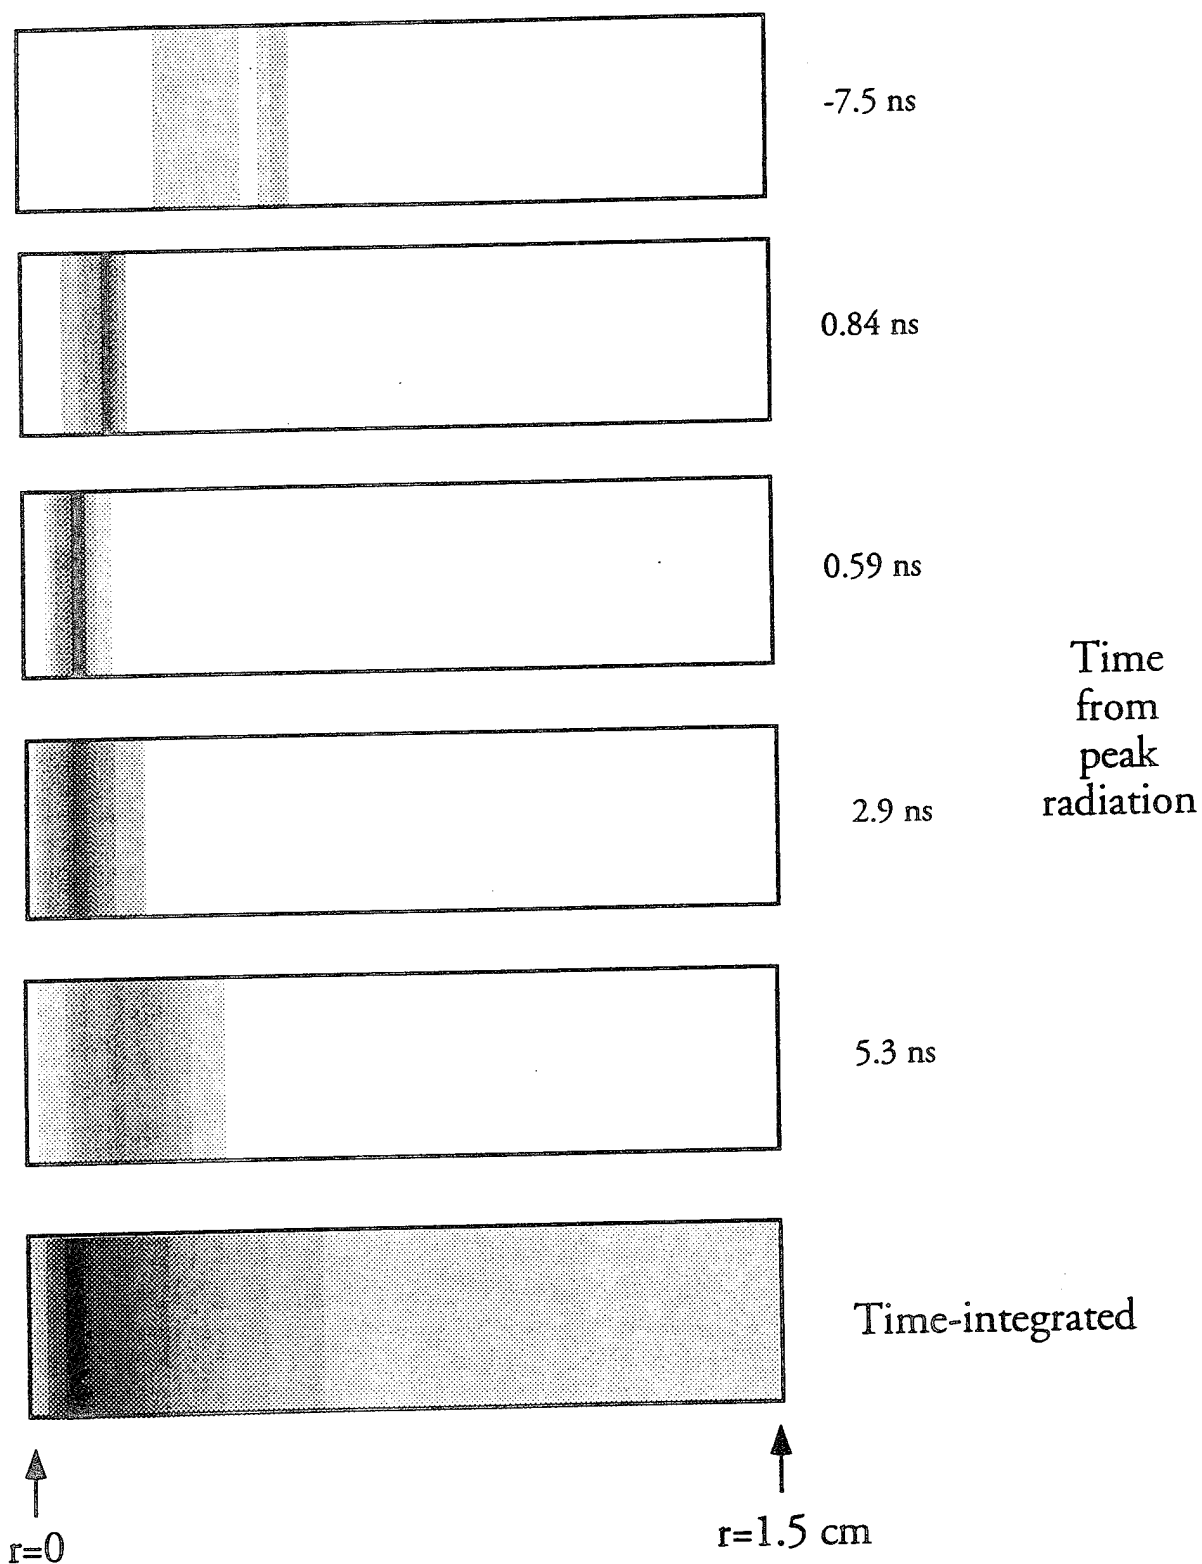 -7.5 ns
0.84 ns
0.59 ns
Time
from
peak
radiation
2.9 ns
5.3 ns
Time-integrated
r=0
r=1.5 cm